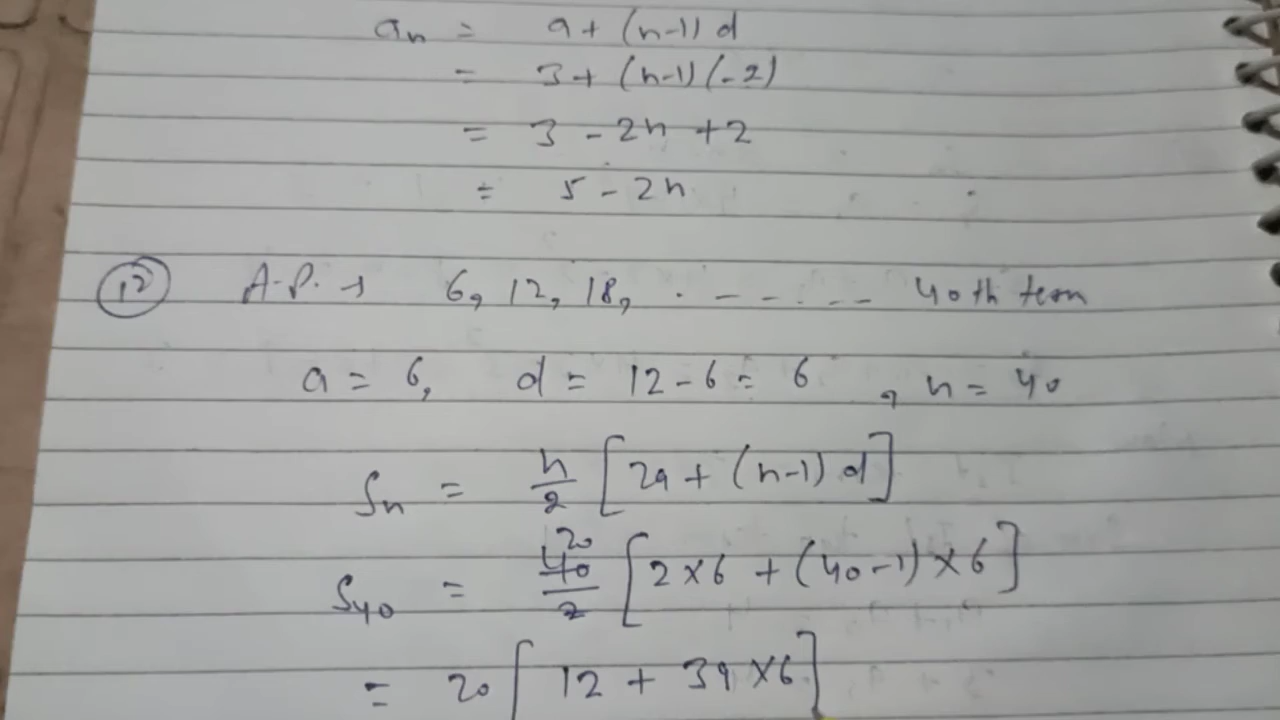 an = a + (n-1) d
= 3 + (n-1) (-2)
= 3 - 2n + 2
= 5 - 2n
12 A.P. → 6, 12, 18, . - - . . . - - 40th term
a = 6, d = 12 - 6 = 6, n = 40
Sn = n/2 [2a + (n-1) d]
20
S40 = 40/2 [2 × 6 + (40-1) × 6]
= 20 [12 + 39 × 6]